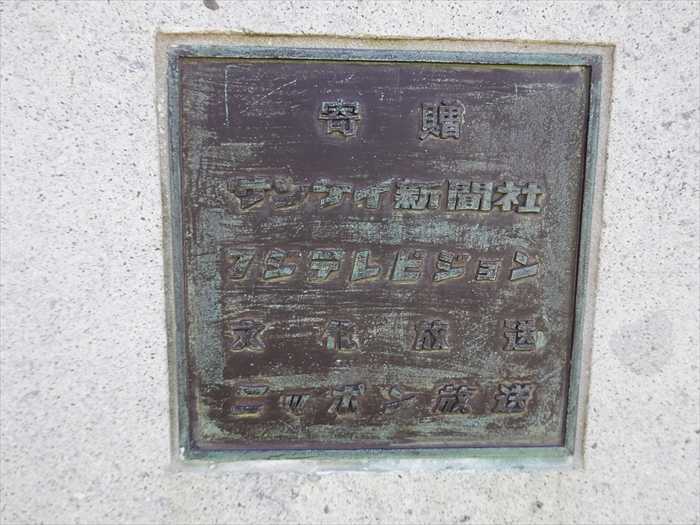 寄贈
サンケイ新聞社
フジテレビジョン
文化放送
ニッポン放送